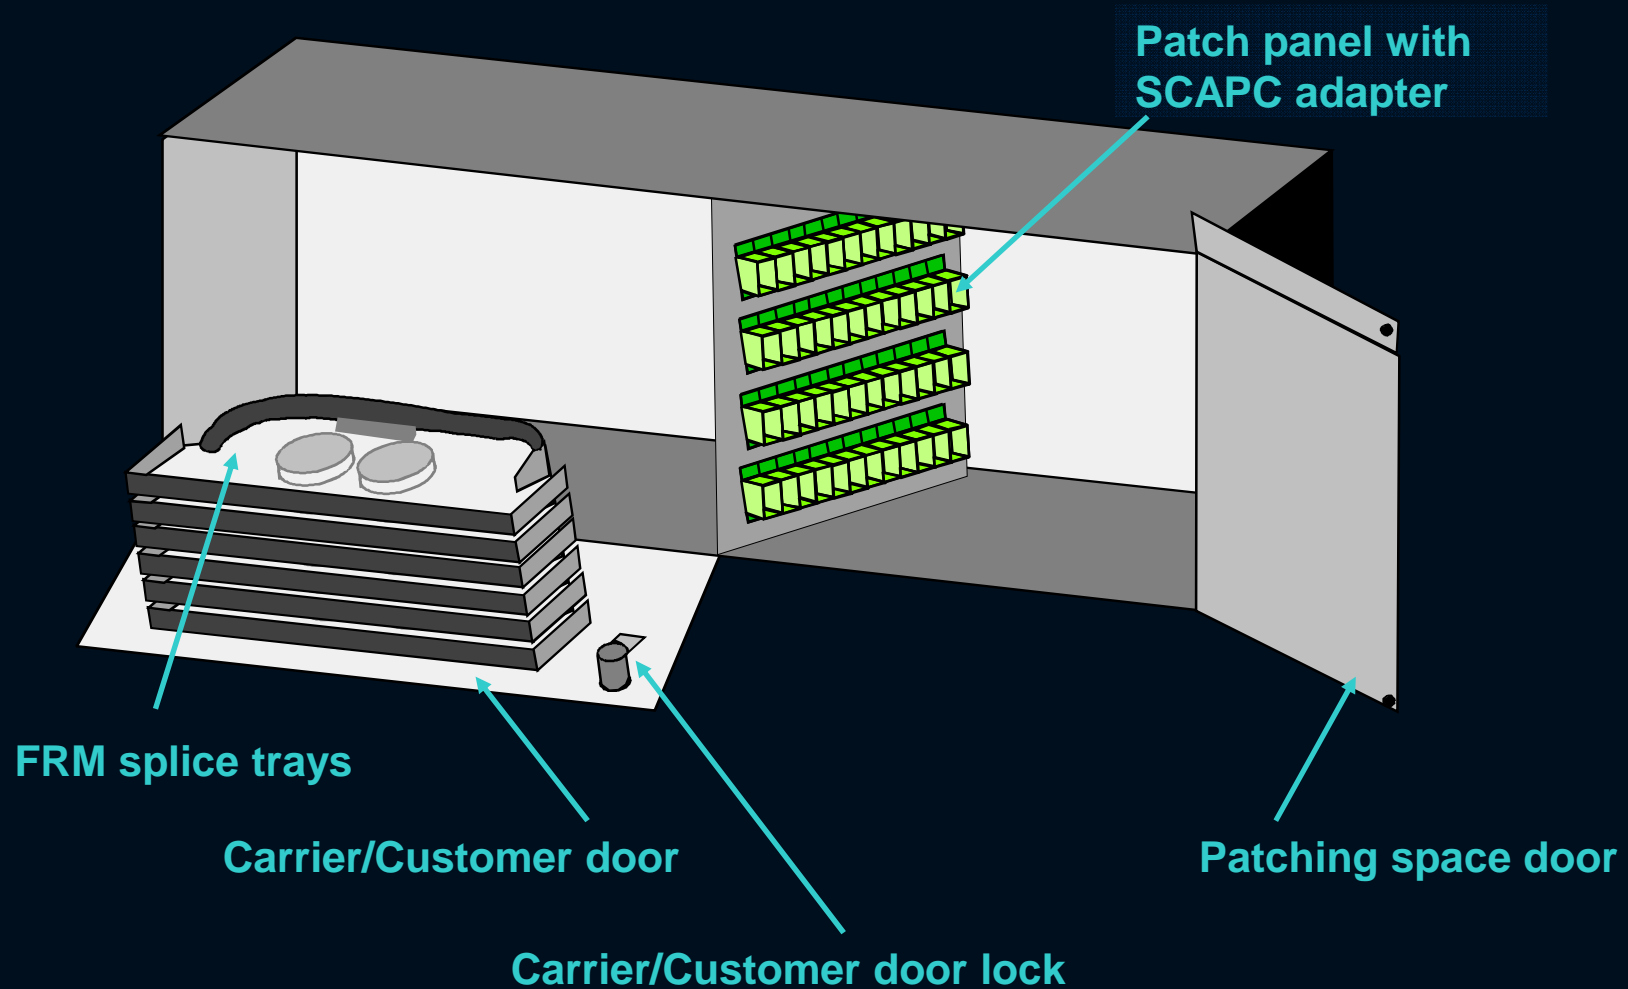 Patch panel with
SCAPC adapter
FRM splice trays
Carrier/Customer door
Patching space door
Carrier/Customer door lock